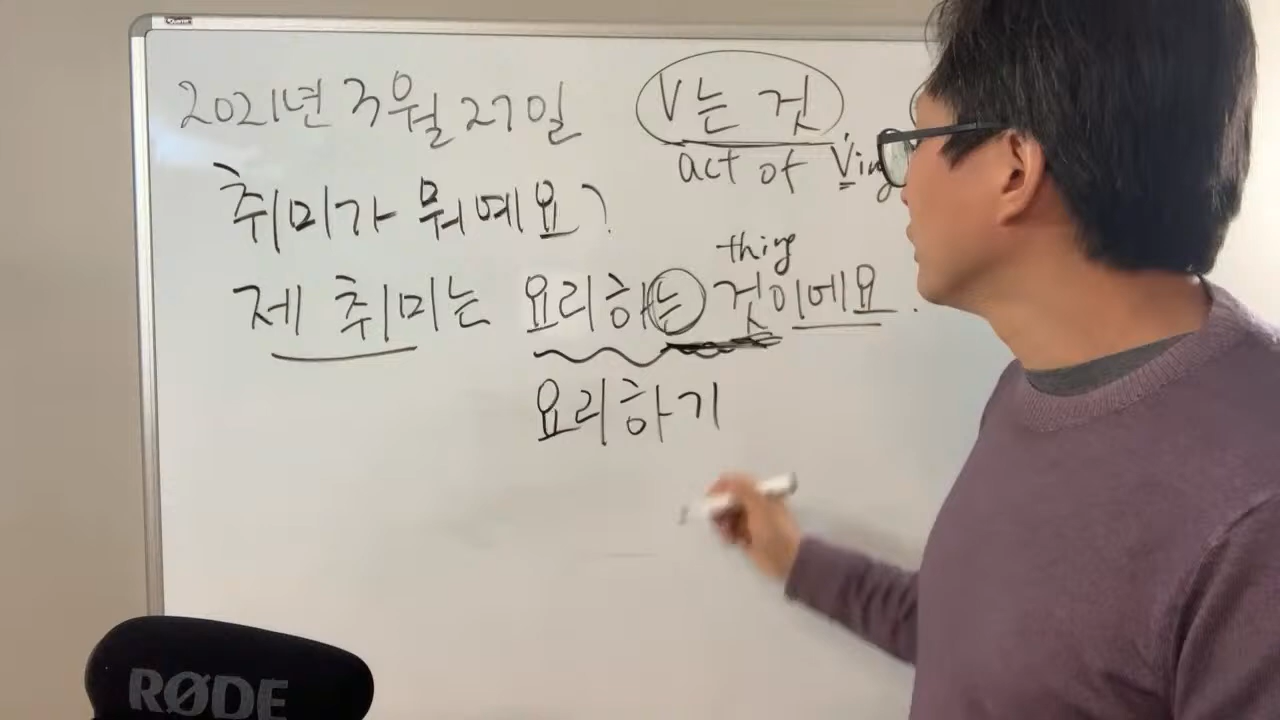 2021년 3월 27일
V는 것
act of Ving
취미가 뭐예요?
thing
제 취미는 요리하는 것이에요.
요리하기
RØDE